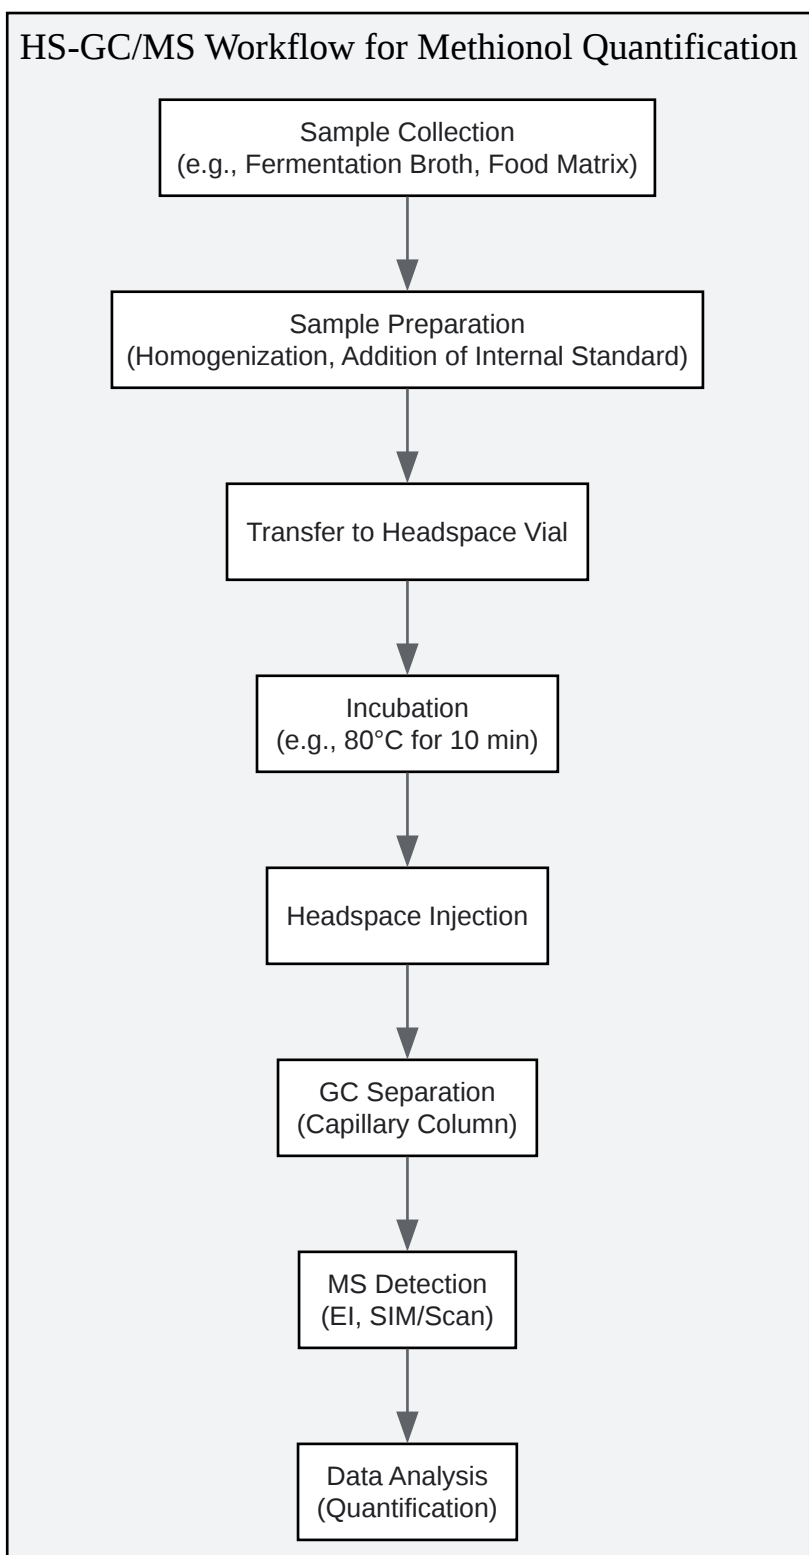 HS-GC/MS Workflow for Methionol Quantification
Sample Collection
(e.g., Fermentation Broth, Food Matrix)
Sample Preparation
(Homogenization, Addition of Internal Standard)
Transfer to Headspace Vial
Incubation
(e.g., 80°C for 10 min)
Headspace Injection
GC Separation
(Capillary Column)
MS Detection
(EI, SIM/Scan)
Data Analysis
(Quantification)